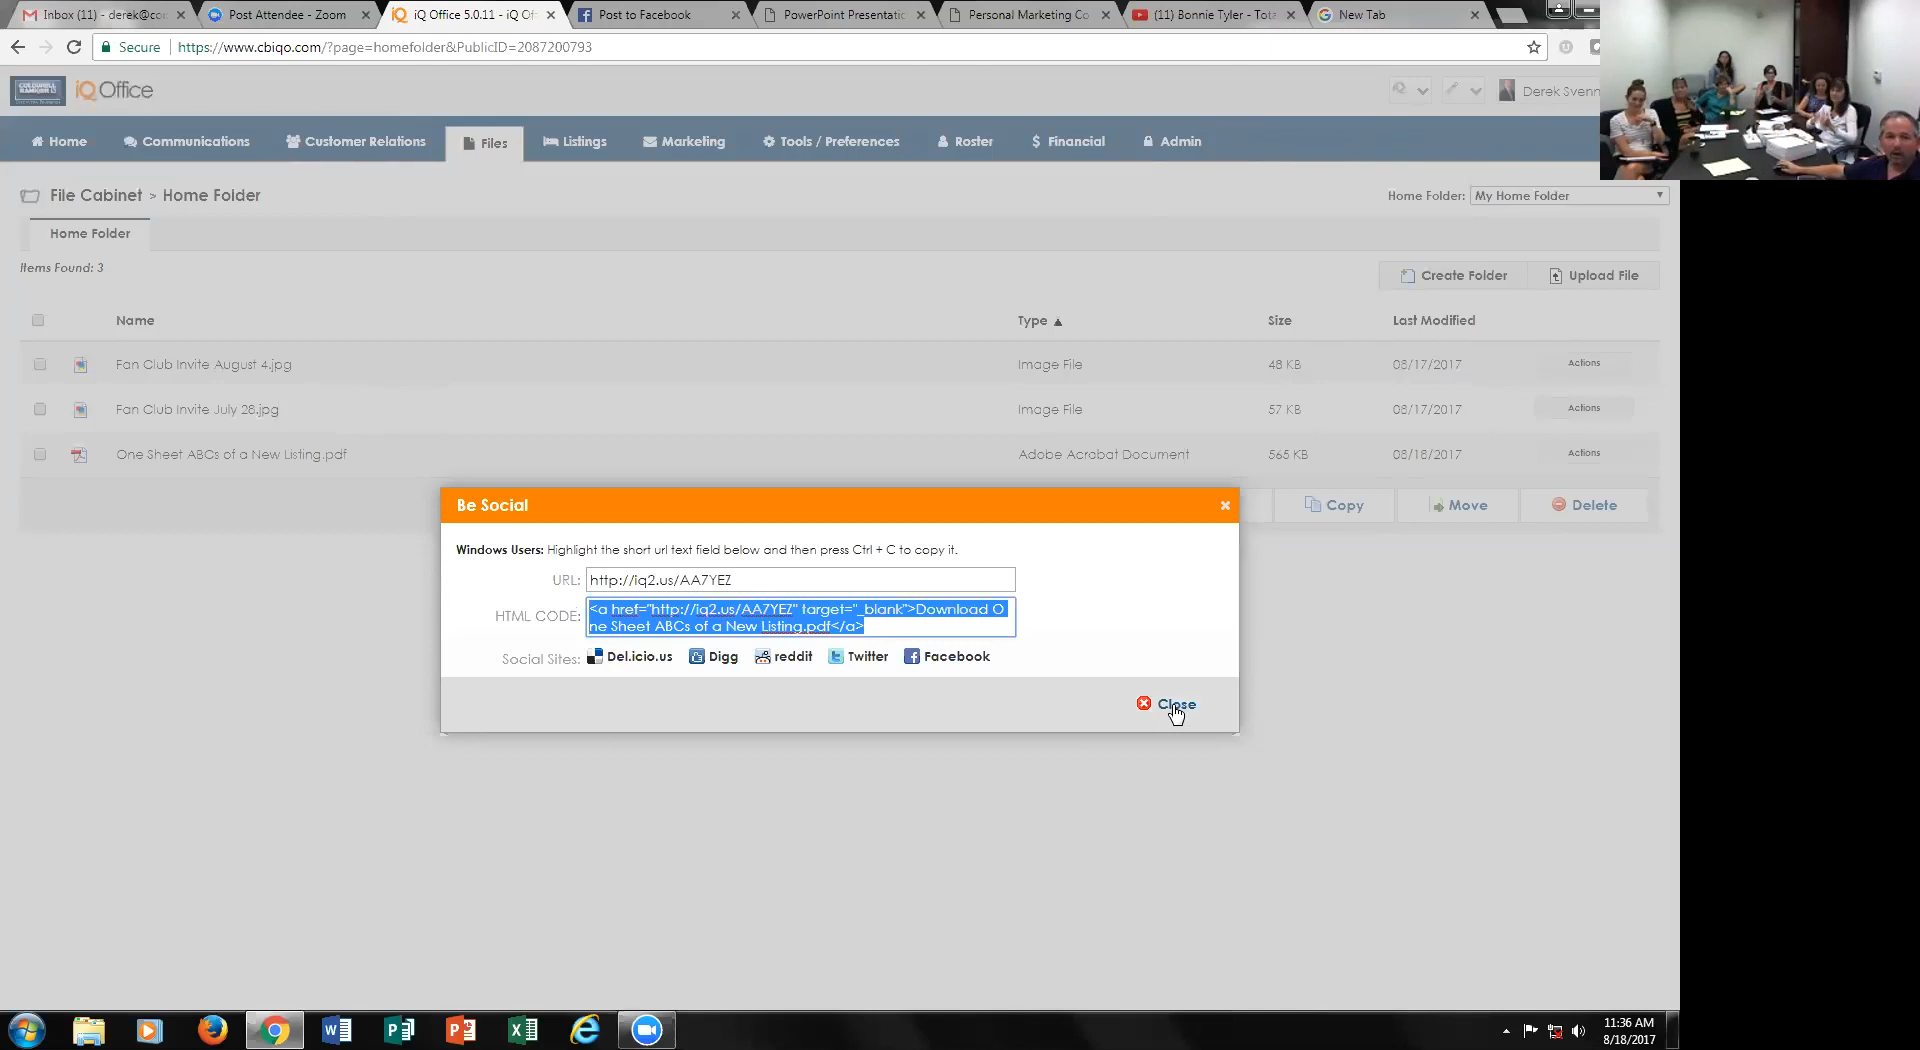 Inbox (11) - derek@co
Post Attendee - Zoom
iQ Office 5.0.11 - iQ Of
Post to Facebook
PowerPoint Presentatio
Personal Marketing Co
(11) Bonnie Tyler - Tota
New Tab
Secure
https://www.cbiqo.com/?page=homefolder&PublicID=2087200793
COLDWELL BANKER
iQOffice
Derek Svenn
Home
Communications
Customer Relations
Files
Listings
Marketing
Tools / Preferences
Roster
$ Financial
Admin
File Cabinet > Home Folder
Home Folder: My Home Folder
Home Folder
Items Found: 3
Create Folder
Upload File
Name
Type
Size
Last Modified
Fan Club Invite August 4.jpg
Image File
48 KB
08/17/2017
Actions
Fan Club Invite July 28.jpg
Image File
57 KB
08/17/2017
Actions
One Sheet ABCs of a New Listing.pdf
Adobe Acrobat Document
565 KB
08/18/2017
Actions
Copy
Move
Delete
Be Social
Windows Users: Highlight the short url text field below and then press Ctrl + C to copy it.
URL: http://iq2.us/AA7YEZ
HTML CODE: <a href="http://iq2.us/AA7YEZ" target="_blank">Download O
ne Sheet ABCs of a New Listing.pdf</a>
Social Sites: Del.icio.us Digg reddit Twitter Facebook
Close
11:36 AM
8/18/2017